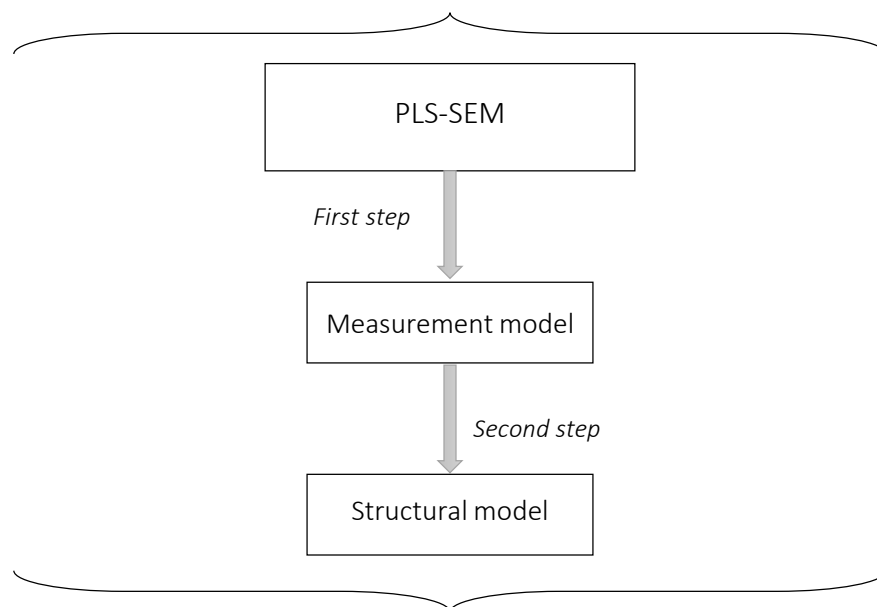 PLS-SEM
First step
Measurement model
Second step
Structural model